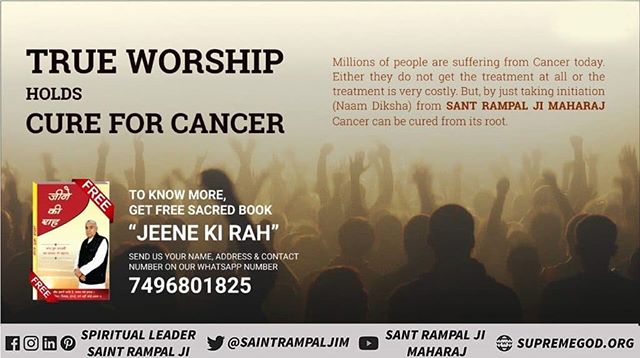 TRUE WORSHIP
HOLDS
CURE FOR CANCER
Millions of people are suffering from Cancer today.
Either they do not get the treatment at all or the
treatment is very costly. But, by just taking initiation
(Naam Diksha) from SANT RAMPAL JI MAHARAJ
Cancer can be cured from its root.
FREE
जीने
की
राह
FREE
TO KNOW MORE,
GET FREE SACRED BOOK
“JEENE KI RAH”
SEND US YOUR NAME, ADDRESS & CONTACT
NUMBER ON OUR WHATSAPP NUMBER
7496801825
SPIRITUAL LEADER
SAINT RAMPAL JI
@SAINTRAMPALJIM
SANT RAMPAL JI
MAHARAJ
SUPREMEGOD.ORG